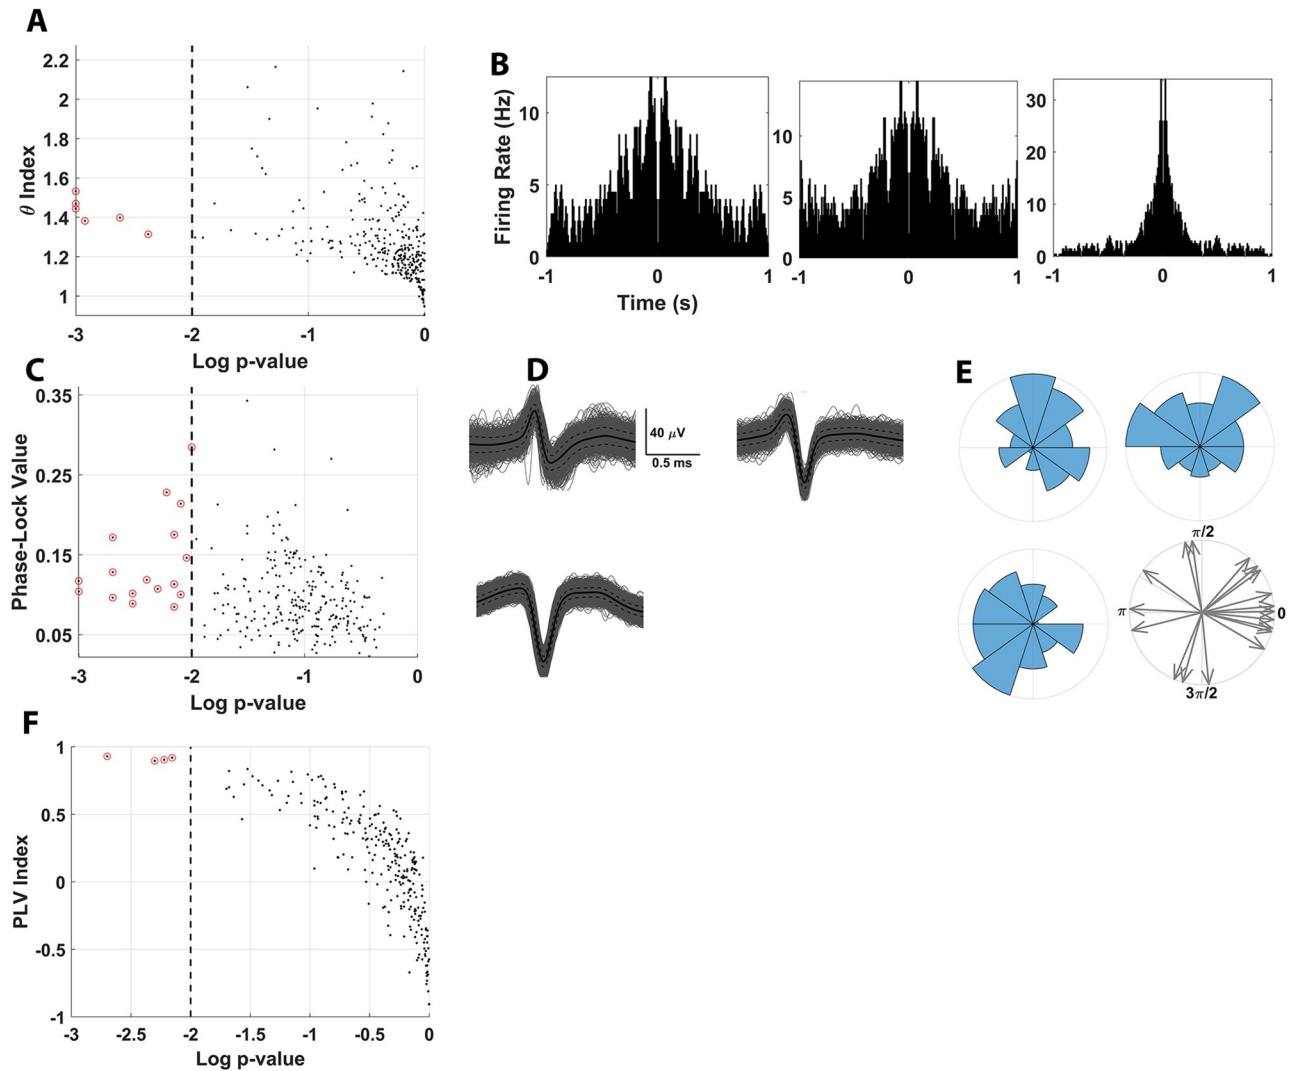 A
θ Index
2.2
2
1.8
1.6
1.4
1.2
1
-3
-2
-1
0
Log p-value
B
Firing Rate (Hz)
10
5
0
-1
0
1
10
5
0
-1
0
1
30
20
10
0
-1
0
1
Time (s)
C
Phase-Lock Value
0.35
0.25
0.15
0.05
-3
-2
-1
0
Log p-value
D
40 μV
0.5 ms
E
π/2
π
0
3π/2
F
PLV Index
1
0.5
0
-0.5
-1
-3
-2.5
-2
-1.5
-1
-0.5
0
Log p-value